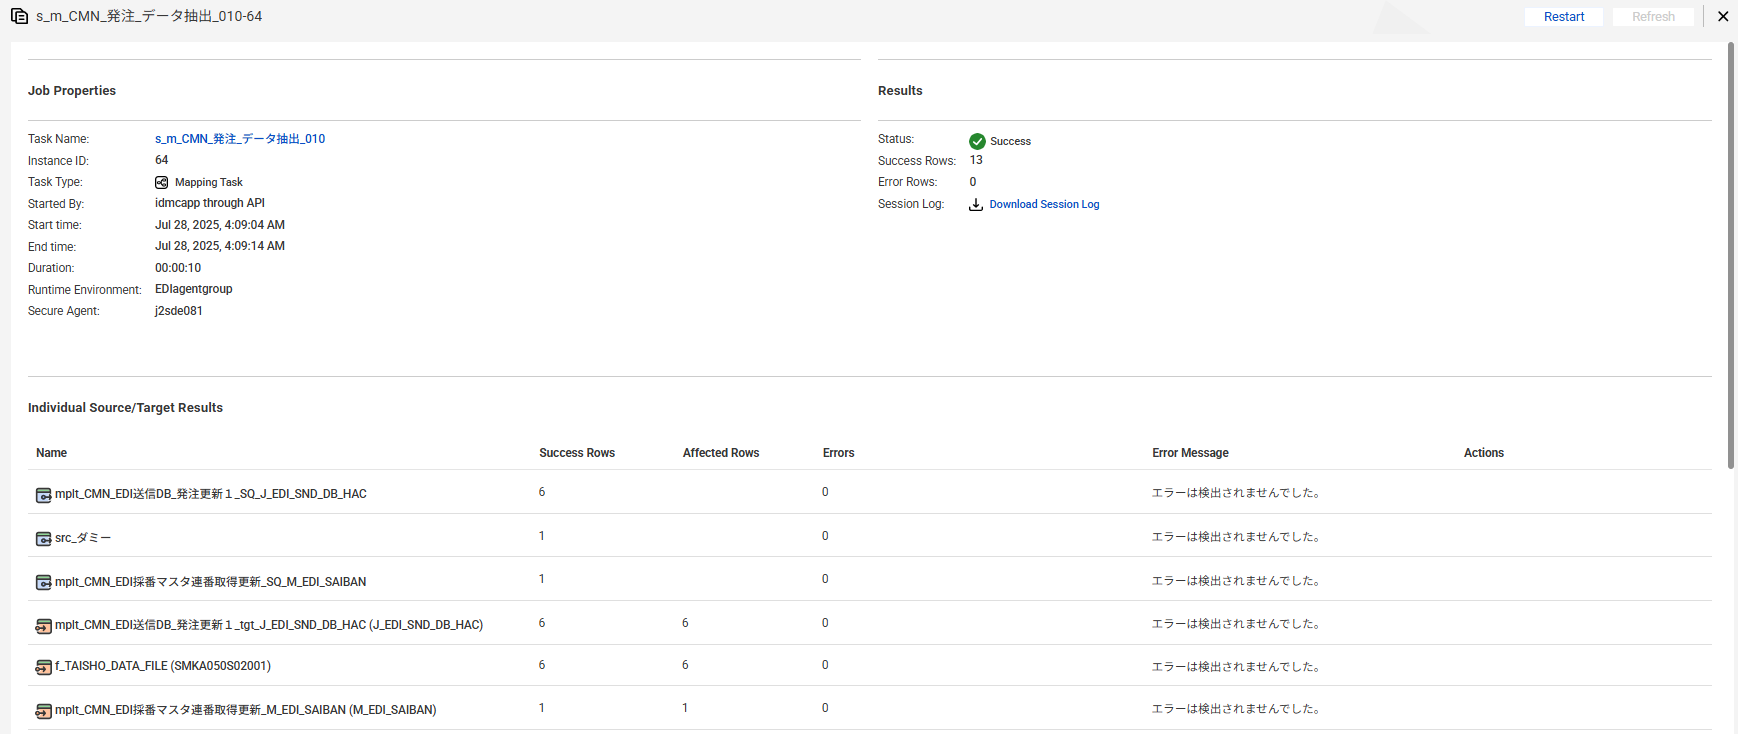 s_m_CMN_発注_データ抽出_010-64
Restart
Refresh
Job Properties
Task Name: s_m_CMN_発注_データ抽出_010
Instance ID: 64
Task Type: Mapping Task
Started By: idmcapp through API
Start time: Jul 28, 2025, 4:09:04 AM
End time: Jul 28, 2025, 4:09:14 AM
Duration: 00:00:10
Runtime Environment: EDIagentgroup
Secure Agent: j2sde081
Results
Status: Success
Success Rows: 13
Error Rows: 0
Session Log: Download Session Log
Individual Source/Target Results
Name Success Rows Affected Rows Errors Error Message Actions
mplt_CMN_EDI送信DB_発注更新１_SQ_J_EDI_SND_DB_HAC 6 0 エラーは検出されませんでした。
src_ダミー 1 0 エラーは検出されませんでした。
mplt_CMN_EDI採番マスタ連番取得更新_SQ_M_EDI_SAIBAN 1 0 エラーは検出されませんでした。
mplt_CMN_EDI送信DB_発注更新１_tgt_J_EDI_SND_DB_HAC (J_EDI_SND_DB_HAC) 6 6 0 エラーは検出されませんでした。
f_TAISHO_DATA_FILE (SMKA050S02001) 6 6 0 エラーは検出されませんでした。
mplt_CMN_EDI採番マスタ連番取得更新_M_EDI_SAIBAN (M_EDI_SAIBAN) 1 1 0 エラーは検出されませんでした。